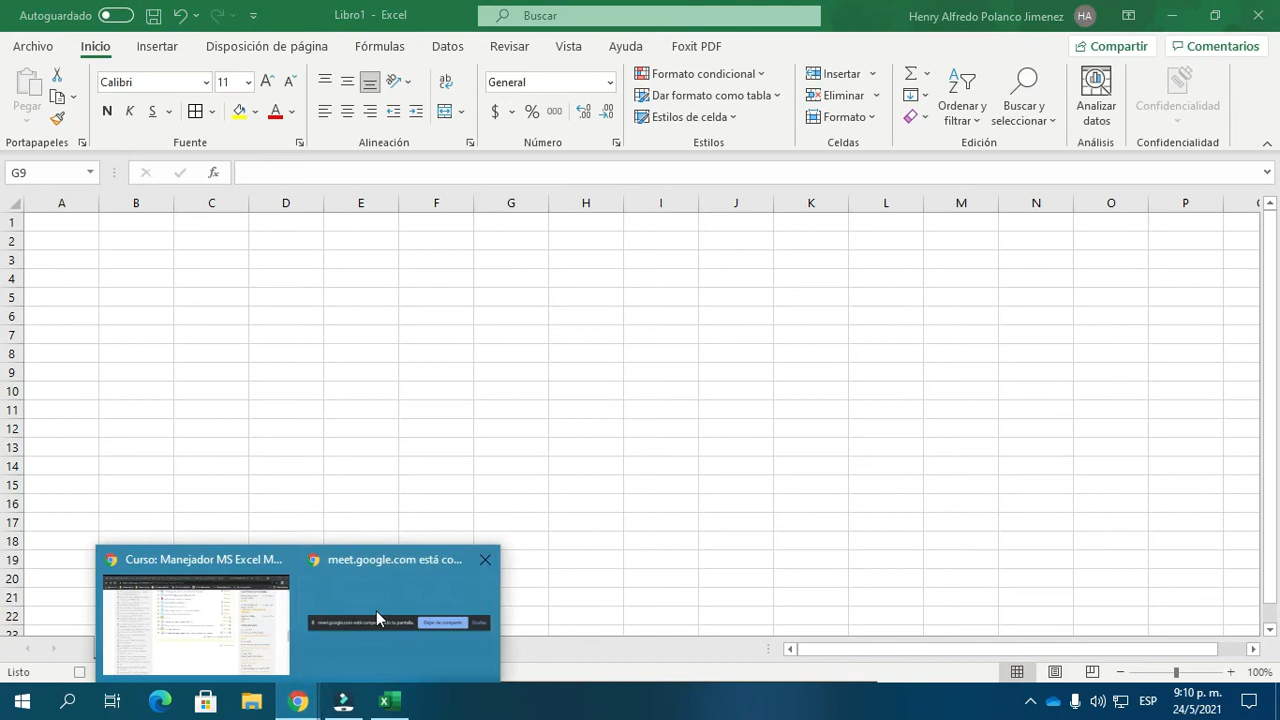 Autoguardado
Libro1 - Excel
Buscar
Henry Alfredo Polanco Jimenez
HA
Archivo
Inicio
Insertar
Disposición de página
Fórmulas
Datos
Revisar
Vista
Ayuda
Foxit PDF
Compartir
Comentarios
Pegar
Calibri
11
N K S
General
$ % 000
Formato condicional
Dar formato como tabla
Estilos de celda
Insertar
Eliminar
Formato
Ordenar y filtrar
Buscar y seleccionar
Analizar datos
Confidencialidad
Portapapeles
Fuente
Alineación
Número
Estilos
Celdas
Edición
Análisis
Confidencialidad
G9
fx
A B C D E F G H I J K L M N O P
1
2
3
4
5
6
7
8
9
10
11
12
13
14
15
16
17
18
19
20
21
22
Curso: Manejador MS Excel M...
meet.google.com está co...
Dejar de compartir
Ocultar
Listo
100%
ESP
9:10 p. m.
24/5/2021